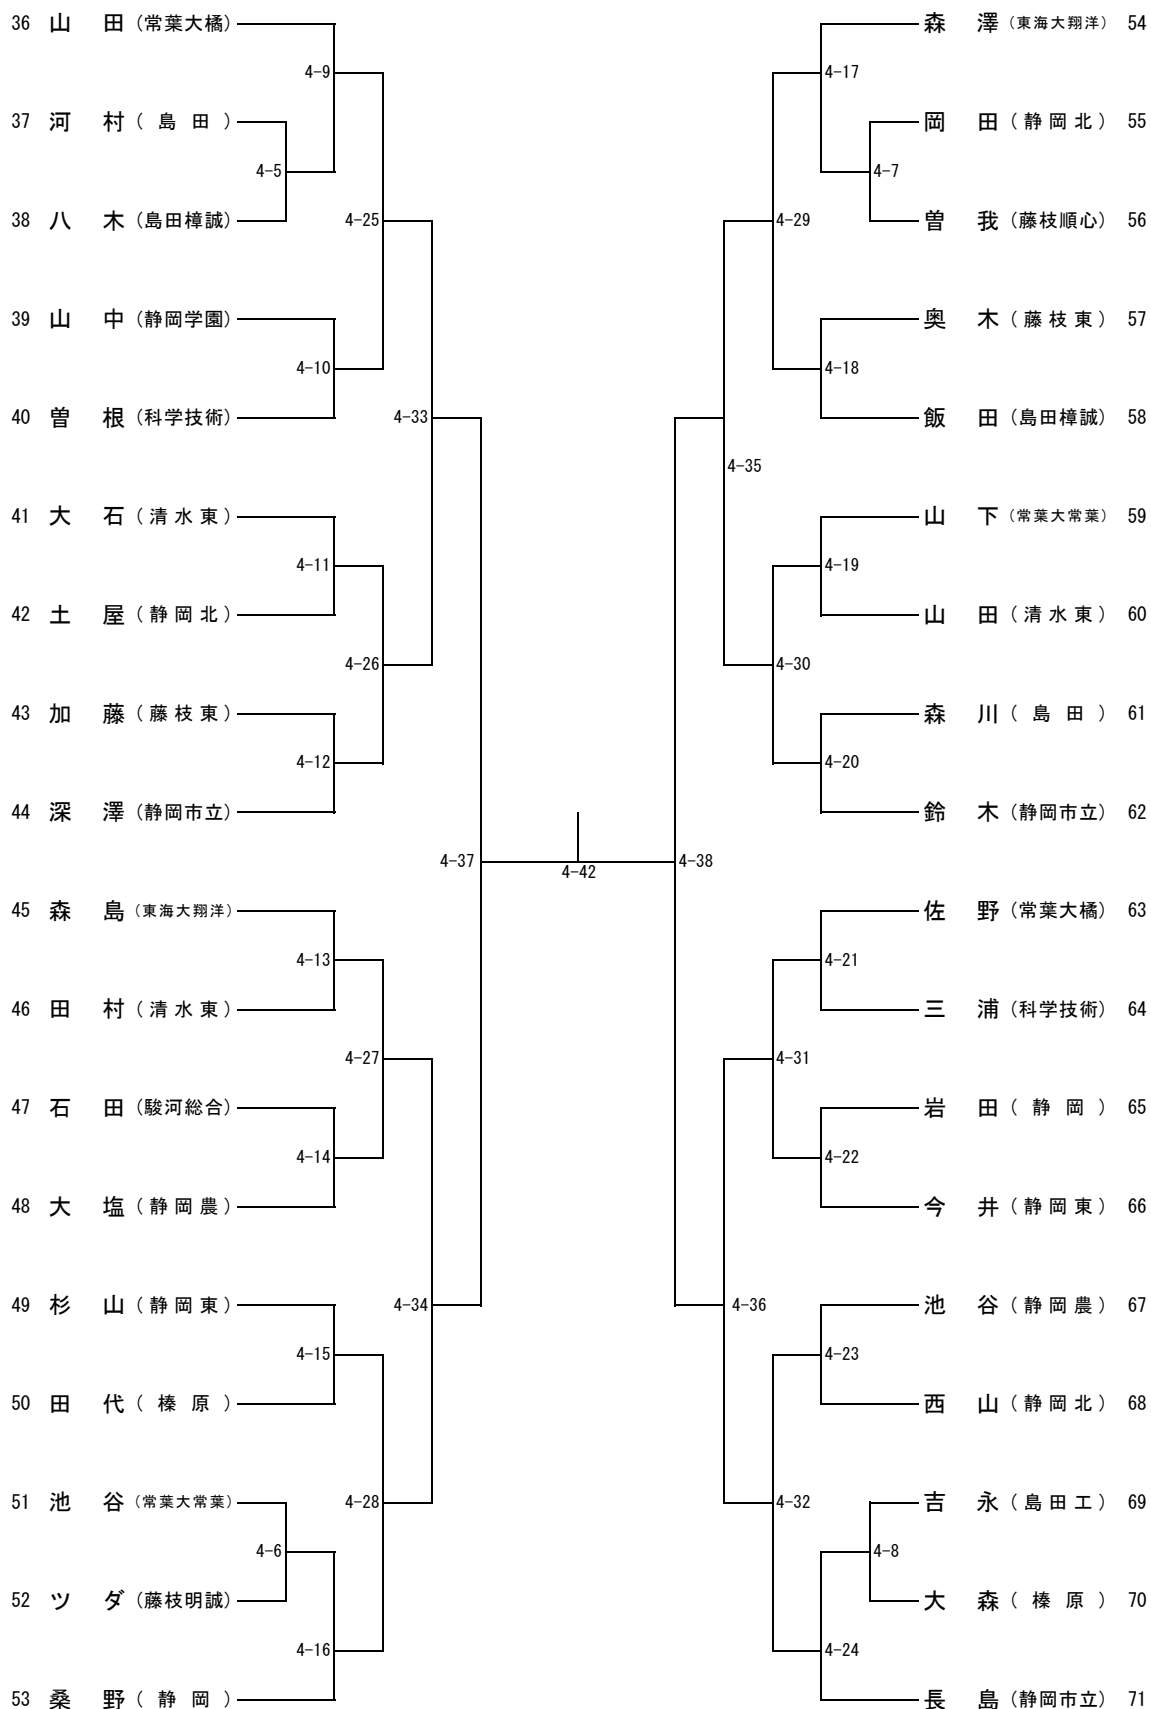 36 山 田 (常葉大橘)
4-9
37 河 村 ( 島 田 )
4-5
38 八 木 (島田樟誠)
4-25
39 山 中 (静岡学園)
4-10
40 曽 根 (科学技術)
4-33
41 大 石 (清水東)
4-11
42 土 屋 (静岡北)
4-26
43 加 藤 (藤枝東)
4-12
44 深 澤 (静岡市立)
4-37
45 森 島 (東海大翔洋)
4-13
46 田 村 (清水東)
4-27
47 石 田 (駿河総合)
4-14
48 大 塩 (静岡農)
49 杉 山 (静岡東)
4-34
4-15
50 田 代 ( 榛 原 )
51 池 谷 (常葉大常葉)
4-28
4-6
52 ツ ダ (藤枝明誠)
4-16
53 桑 野 ( 静 岡 )
4-42
森 澤 (東海大翔洋) 54
4-17
岡 田 (静岡北) 55
4-7
曽 我 (藤枝順心) 56
4-29
奥 木 (藤枝東) 57
4-18
飯 田 (島田樟誠) 58
4-35
山 下 (常葉大常葉) 59
4-19
山 田 (清水東) 60
4-30
森 川 ( 島 田 ) 61
4-20
鈴 木 (静岡市立) 62
4-38
佐 野 (常葉大橘) 63
4-21
三 浦 (科学技術) 64
4-31
岩 田 ( 静 岡 ) 65
4-22
今 井 (静岡東) 66
4-36
池 谷 (静岡農) 67
4-23
西 山 (静岡北) 68
4-32
吉 永 (島田工) 69
4-8
大 森 ( 榛 原 ) 70
4-24
長 島 (静岡市立) 71